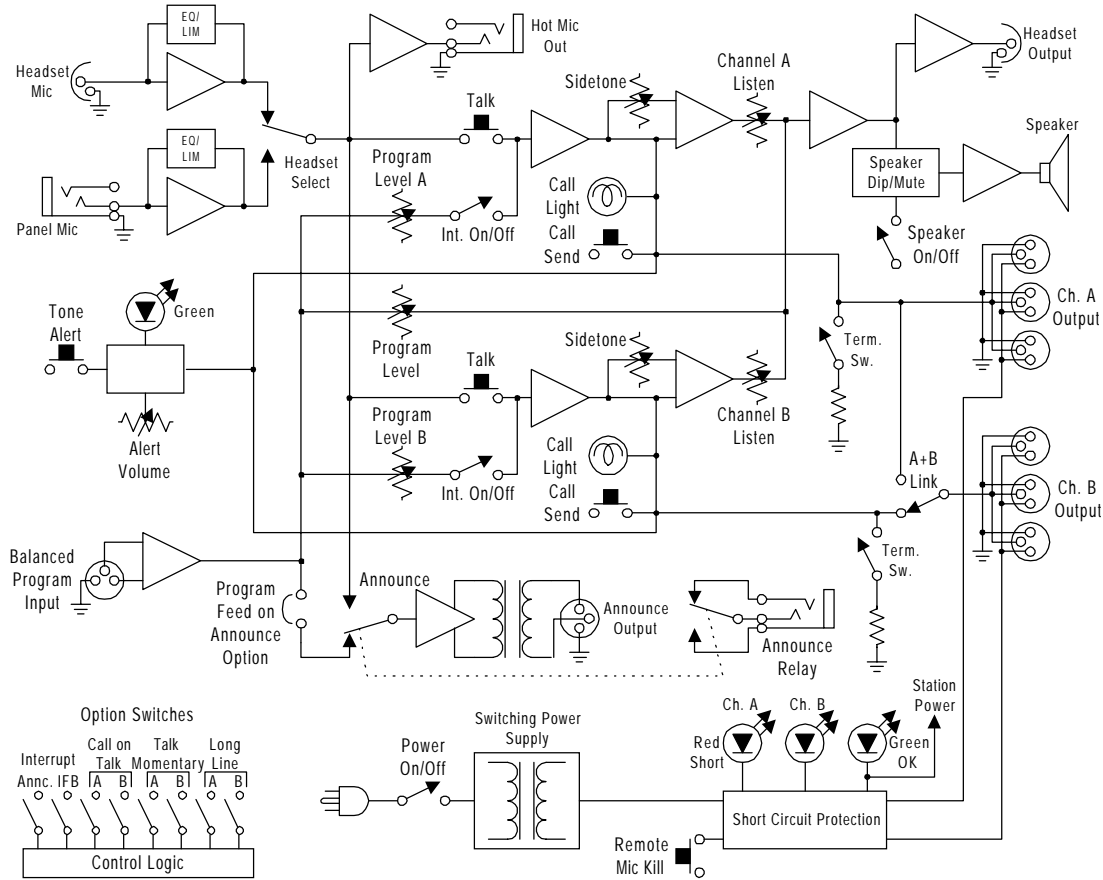 EQ/
LIM
Headset
Mic
Hot Mic
Out
Headset
Output
Channel A
Listen
Sidetone
Talk
Speaker
EQ/
LIM
Headset
Select
Program
Level A
Speaker
Dip/Mute
Panel Mic
Int. On/Off
Call
Light
Call
Send
Speaker
On/Off
Tone
Alert
Green
Ch. A
Output
Program
Level
Sidetone
Term.
Sw.
Talk
Alert
Volume
Program
Level B
Channel B
Listen
Int. On/Off
Call
Light
Call
Send
A+B
Link
Ch. B
Output
Balanced
Program
Input
Term.
Sw.
Program
Feed on
Announce
Option
Announce
Announce
Output
Announce
Relay
Station
Power
Option Switches
Interrupt
Annc. IFB
Call on
Talk
A B
Talk
Momentary
A B
Long
Line
A B
Control Logic
Power
On/Off
Switching Power
Supply
Ch. A
Ch. B
Red
Short
Green
OK
Short Circuit Protection
Remote
Mic Kill